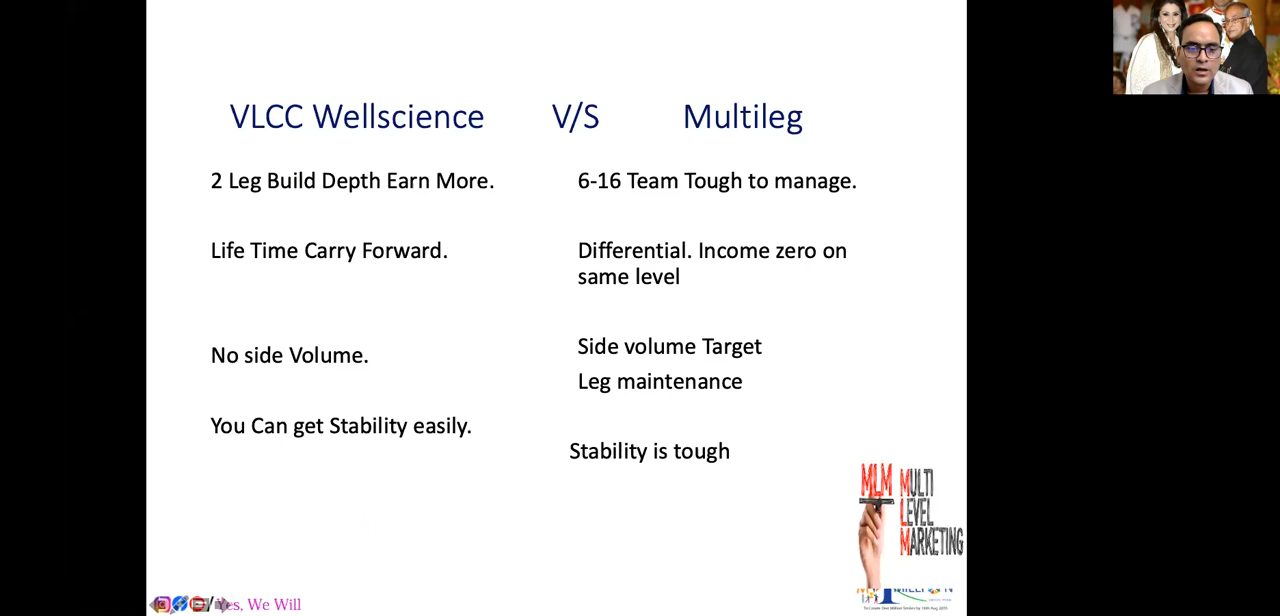 VLCC Wellscience V/S Multileg
2 Leg Build Depth Earn More.
6-16 Team Tough to manage.
Life Time Carry Forward.
Differential. Income zero on
same level
No side Volume.
Side volume Target
Leg maintenance
You Can get Stability easily.
Stability is tough
MLM MULTI
LEVEL
MARKETING
Yes, We Will